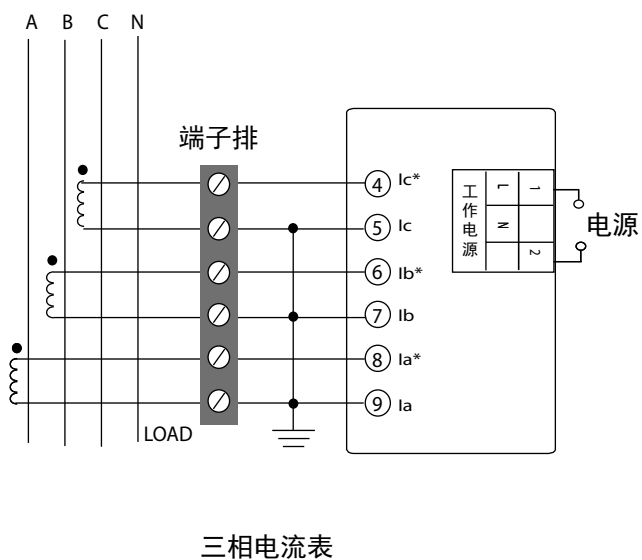 A B C N
端子排
4 Ic*
5 Ic
6 Ib*
7 Ib
8 Ia*
9 Ia
工作电源
L 1
N
2
电源
LOAD
三相电流表